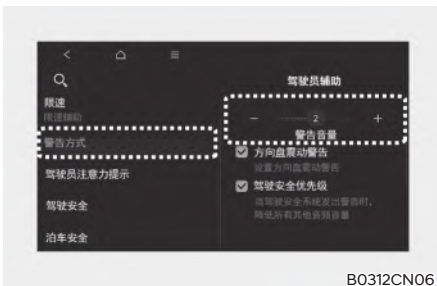 驾驶员辅助
限速
限速辅助
- 2 +
警告音量
警告方式
方向盘震动警告
设置方向盘震动警告
驾驶员注意力提示
驾驶安全优先级
当驾驶安全系统发出警告时,
降低所有其他音频音量
驾驶安全
泊车安全
B0312CN06